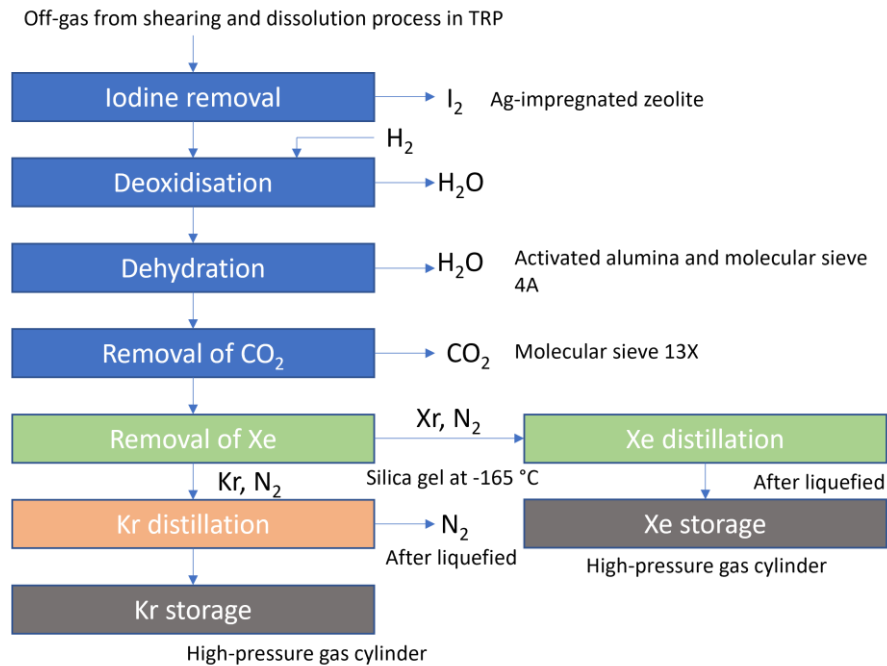 Off-gas from shearing and dissolution process in TRP
Iodine removal
I₂
Ag-impregnated zeolite
H₂
Deoxidisation
H₂O
Dehydration
H₂O
Activated alumina and molecular sieve
4A
Removal of CO₂
CO₂
Molecular sieve 13X
Removal of Xe
Xr, N₂
Xe distillation
Kr, N₂
Silica gel at -165 °C
After liquefied
Kr distillation
N₂
After liquefied
Xe storage
High-pressure gas cylinder
Kr storage
High-pressure gas cylinder